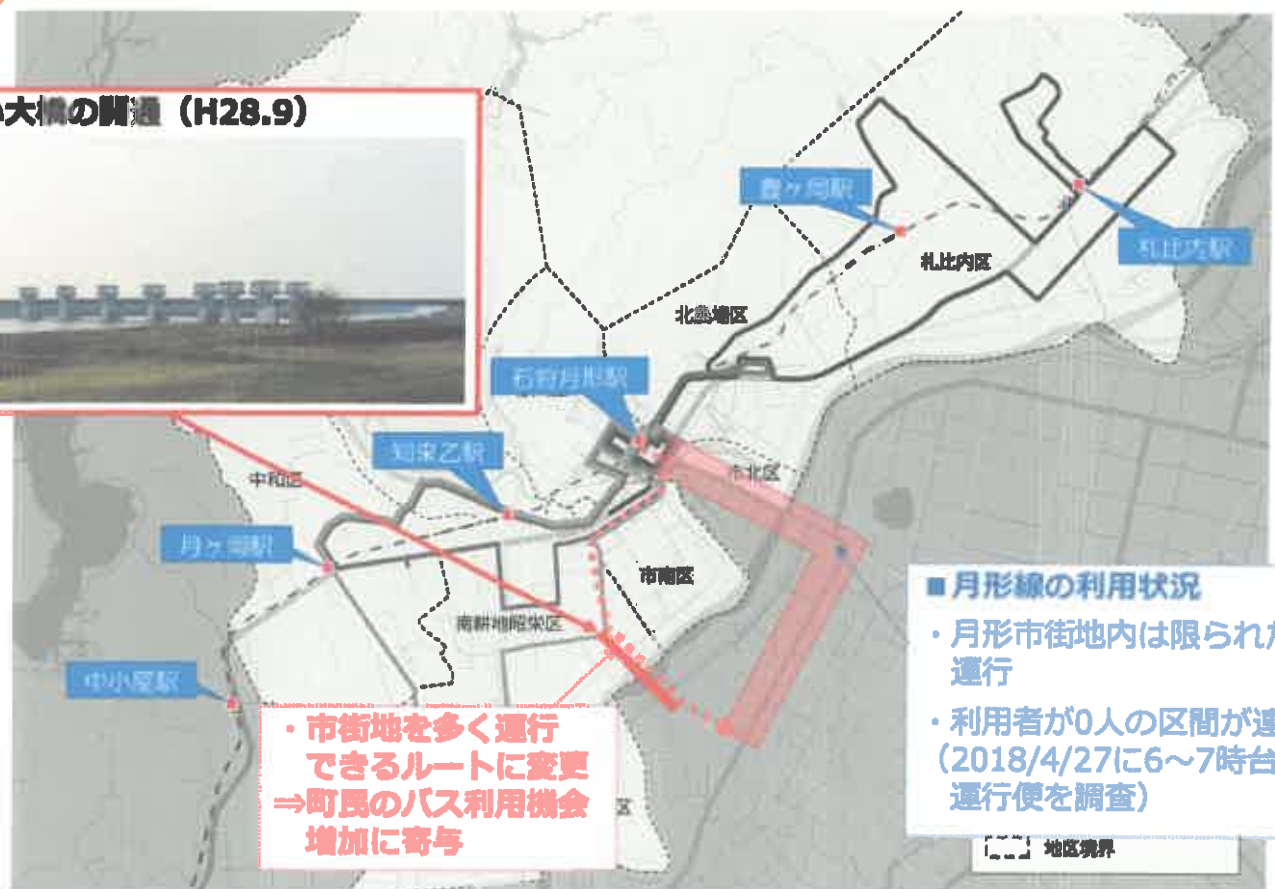 大橋の開通（H28.9）
豊ヶ岡駅
札比内駅
札比内区
北農場区
石狩月形駅
知来乙駅
中和区
市北区
月ヶ岡駅
市南区
南耕地昭栄区
中小屋駅
・市街地を多く運行
できるルートに変更
⇒町民のバス利用機会
増加に寄与
区
■月形線の利用状況
・月形市街地内は限られた
運行
・利用者が0人の区間が連
（2018/4/27に6～7時台
運行便を調査）
地区境界